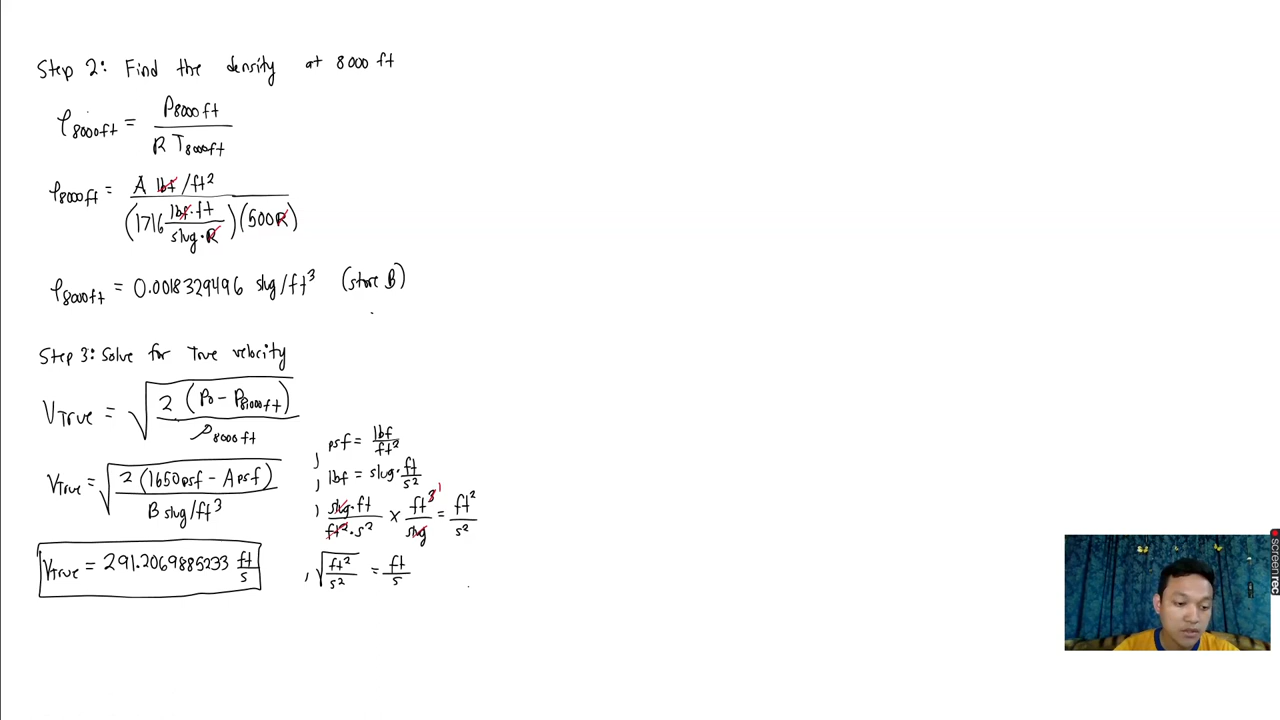 Step 2: Find the density at 8000 ft
ρ8000ft = P8000ft / R T8000ft
ρ8000ft = A lbf/ft² / (1716 lbf·ft / slug·R)(500R)
ρ8000ft = 0.0018329496 slug/ft³ (store B)
Step 3: Solve for True velocity
VTrue = √(2 (P0 - P8000ft) / ρ8000ft)
VTrue = √(2 (1650psf - A psf) / B slug/ft³)
VTrue = 291.2069885233 ft/s
, psf = lbf/ft²
, lbf = slug·ft/s²
, slug·ft / ft²·s² x ft³ 1 / slug = ft²/s²
, √(ft²/s²) = ft/s
screenrec